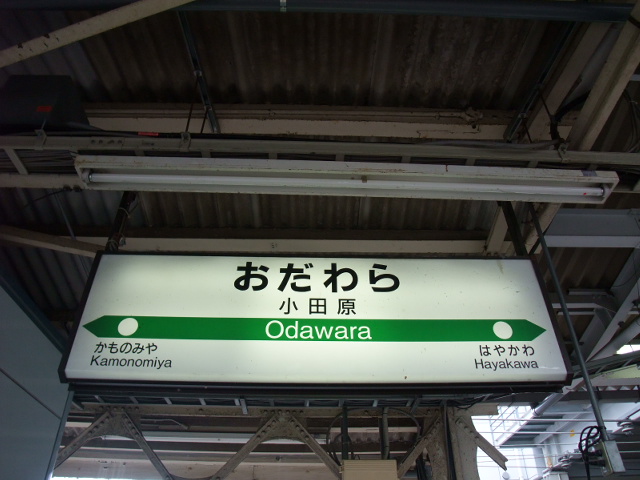 おだわら
小田原
Odawara
かものみや
Kamonomiya
はやかわ
Hayakawa